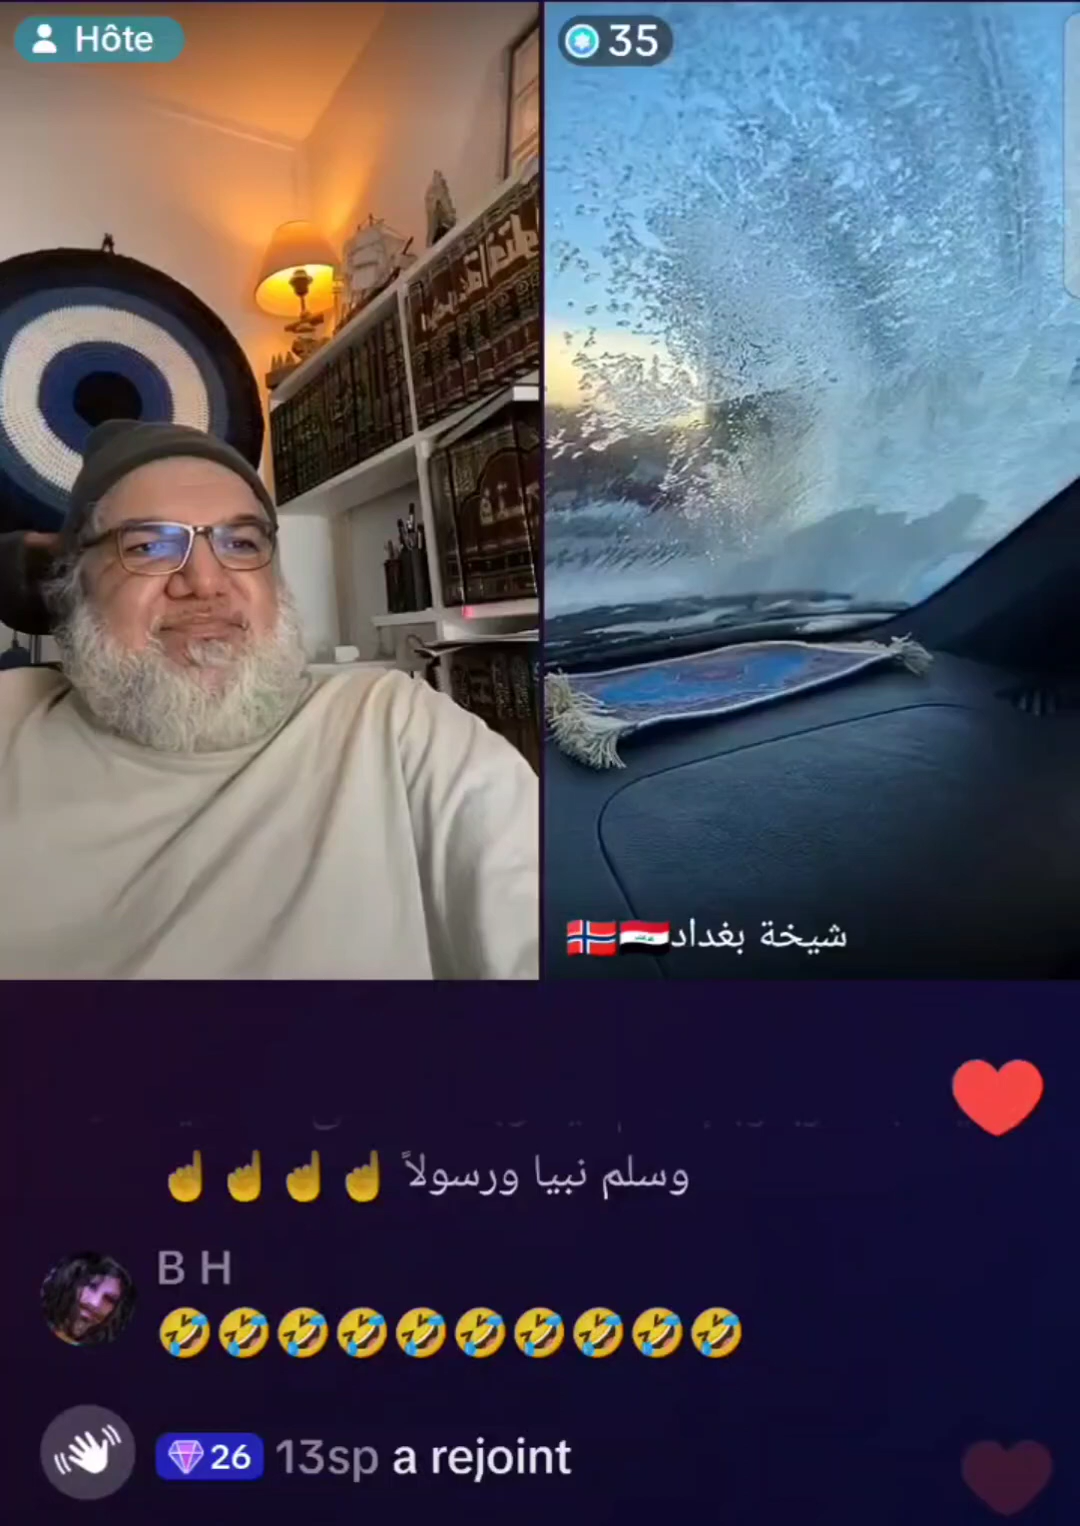 Hôte
35
شيخة بغداد
وسلم نبيا ورسولاً
B H
26 13sp a rejoint